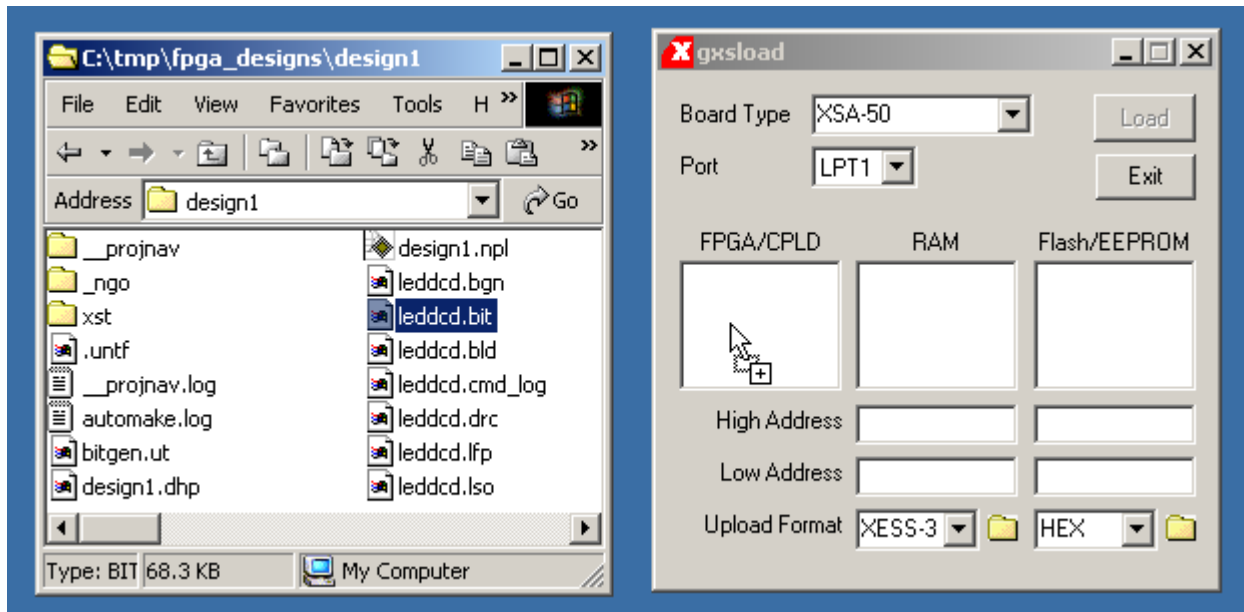 C:\tmp\fpga_designs\design1
File Edit View Favorites Tools H »
»
Address design1 Go
__projnav
_ngo
xst
.untf
__projnav.log
automake.log
bitgen.ut
design1.dhp
design1.npl
leddcd.bgn
leddcd.bit
leddcd.bld
leddcd.cmd_log
leddcd.drc
leddcd.lfp
leddcd.lso
Type: BIT 68.3 KB My Computer
X gxsload
Board Type XSA-50 Load
Port LPT1 Exit
FPGA/CPLD RAM Flash/EEPROM
High Address
Low Address
Upload Format XESS-3 HEX